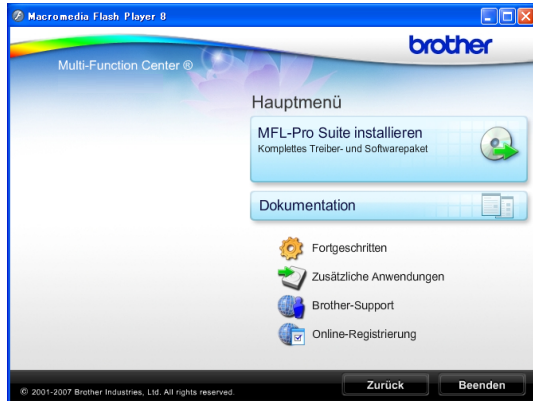 Macromedia Flash Player 8
brother
Multi-Function Center ®
Hauptmenü
MFL-Pro Suite installieren
Komplettes Treiber- und Softwarepaket
Dokumentation
Fortgeschritten
Zusätzliche Anwendungen
Brother-Support
Online-Registrierung
© 2001-2007 Brother Industries, Ltd. All rights reserved.
Zurück
Beenden